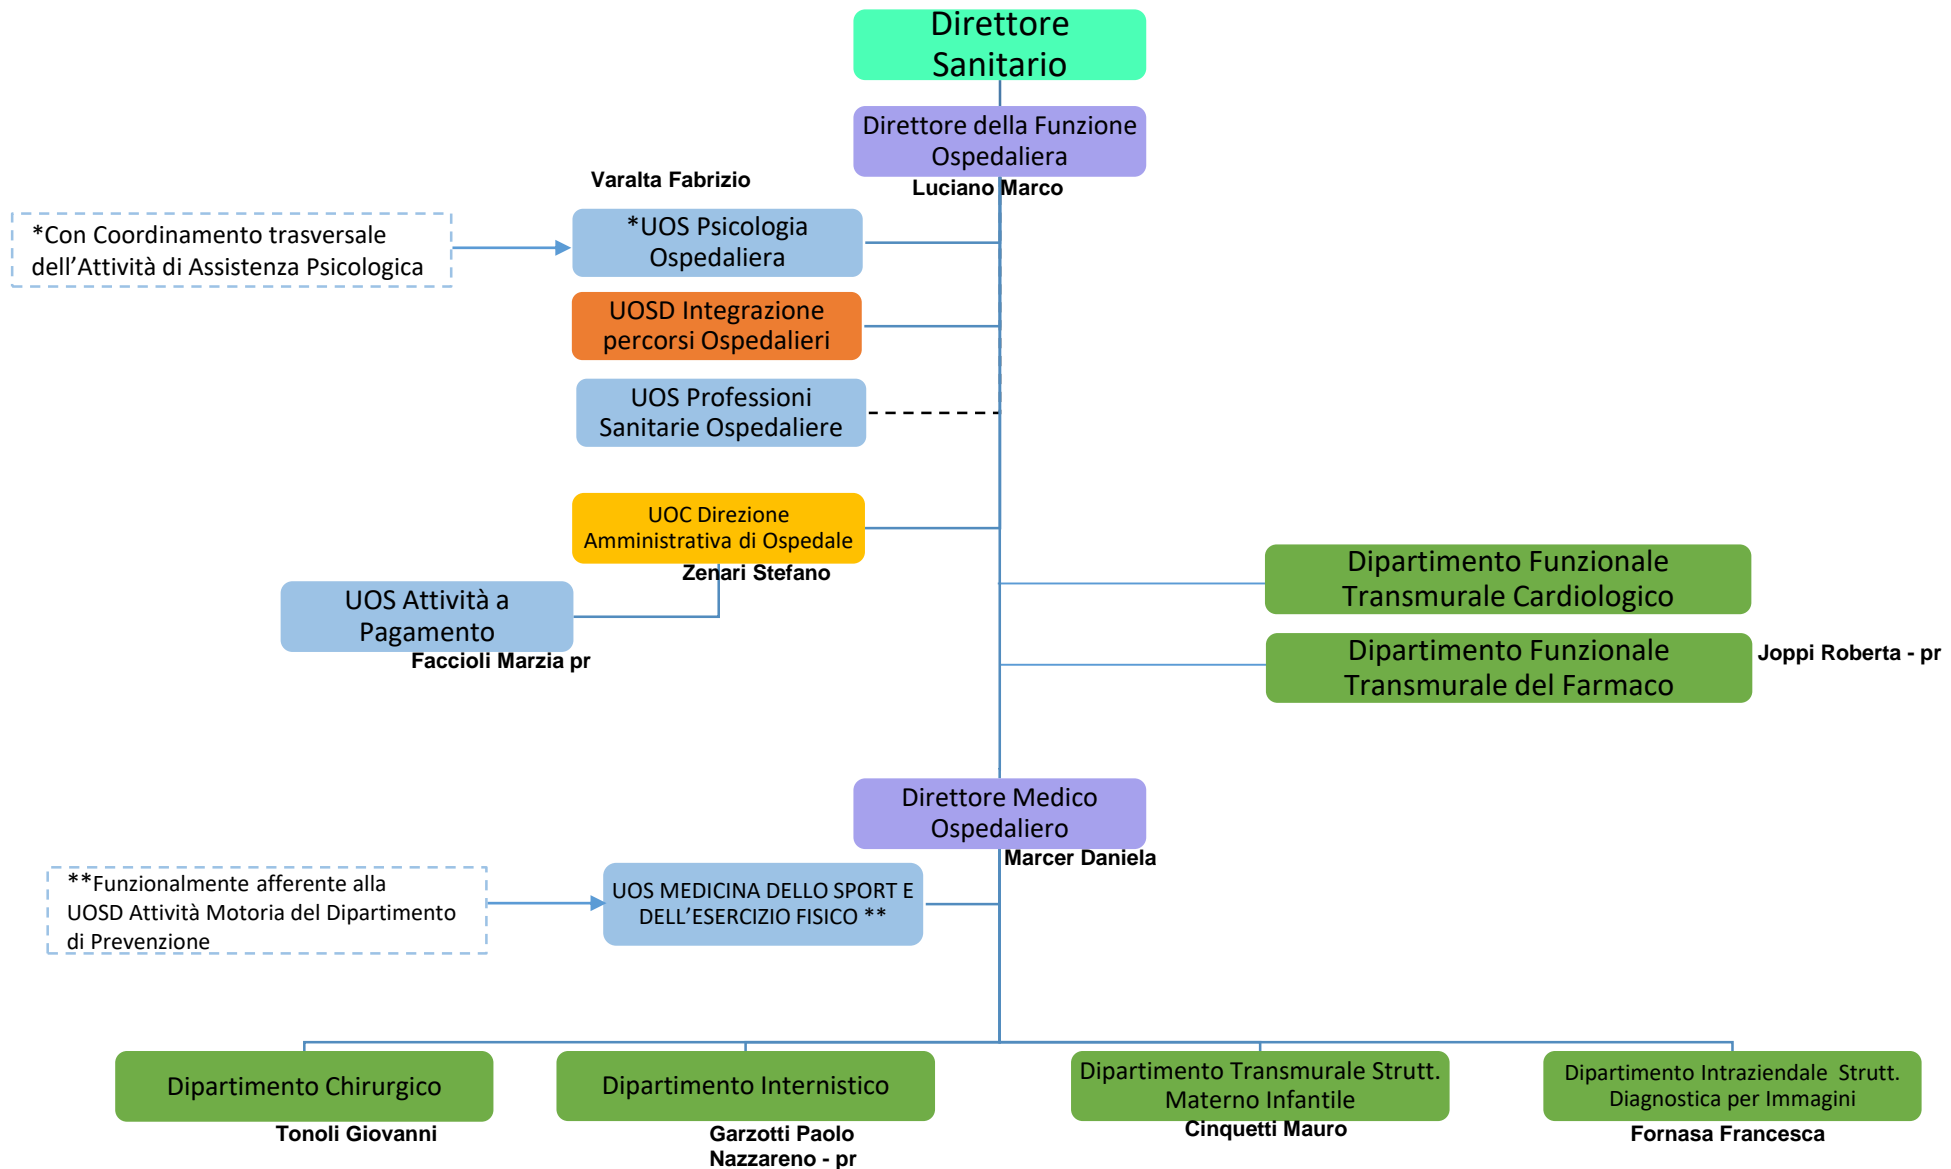 Direttore
Sanitario
Direttore della Funzione
Ospedaliera
Luciano Marco
Varalta Fabrizio
*Con Coordinamento trasversale
dell’Attività di Assistenza Psicologica
*UOS Psicologia
Ospedaliera
UOSD Integrazione
percorsi Ospedalieri
UOS Professioni
Sanitarie Ospedaliere
UOC Direzione
Amministrativa di Ospedale
Zenari Stefano
UOS Attività a
Pagamento
Faccioli Marzia pr
Dipartimento Funzionale
Transmurale Cardiologico
Dipartimento Funzionale
Transmurale del Farmaco
Joppi Roberta - pr
Direttore Medico
Ospedaliero
Marcer Daniela
**Funzionalmente afferente alla
UOSD Attività Motoria del Dipartimento
di Prevenzione
UOS MEDICINA DELLO SPORT E
DELL’ESERCIZIO FISICO **
Dipartimento Chirurgico
Tonoli Giovanni
Dipartimento Internistico
Garzotti Paolo
Nazzareno - pr
Dipartimento Transmurale Strutt.
Materno Infantile
Cinquetti Mauro
Dipartimento Intraziendale Strutt.
Diagnostica per Immagini
Fornasa Francesca